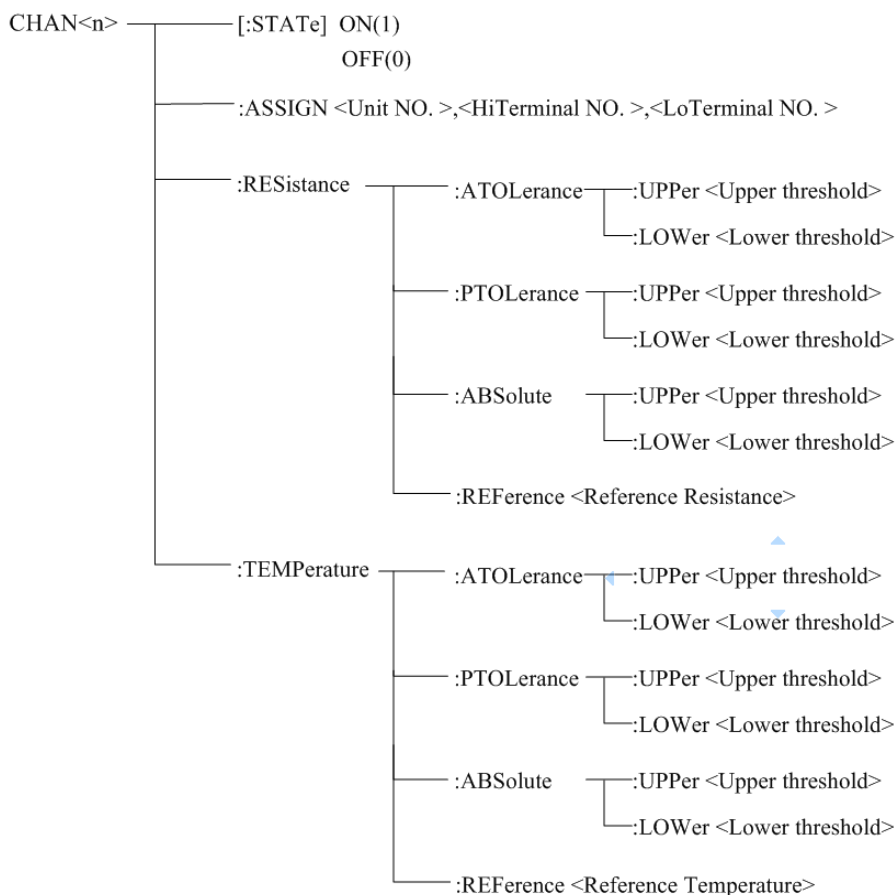 CHAN<n> [:STATe] ON(1)
OFF(0)
:ASSIGN <Unit NO. >,<HiTerminal NO. >,<LoTerminal NO. >
:RESistance :ATOLerance :UPPer <Upper threshold>
:LOWer <Lower threshold>
:PTOLerance :UPPer <Upper threshold>
:LOWer <Lower threshold>
:ABSolute :UPPer <Upper threshold>
:LOWer <Lower threshold>
:REFerence <Reference Resistance>
:TEMPerature :ATOLerance :UPPer <Upper threshold>
:LOWer <Lower threshold>
:PTOLerance :UPPer <Upper threshold>
:LOWer <Lower threshold>
:ABSolute :UPPer <Upper threshold>
:LOWer <Lower threshold>
:REFerence <Reference Temperature>